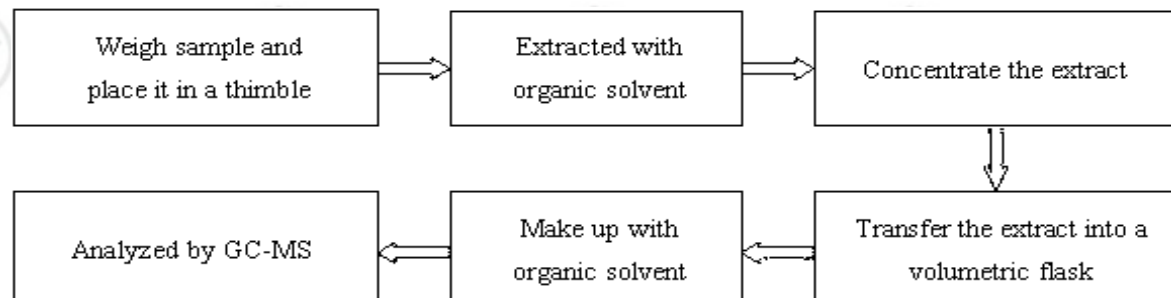 Weigh sample and
place it in a thimble
Extracted with
organic solvent
Concentrate the extract
Transfer the extract into a
volumetric flask
Make up with
organic solvent
Analyzed by GC-MS